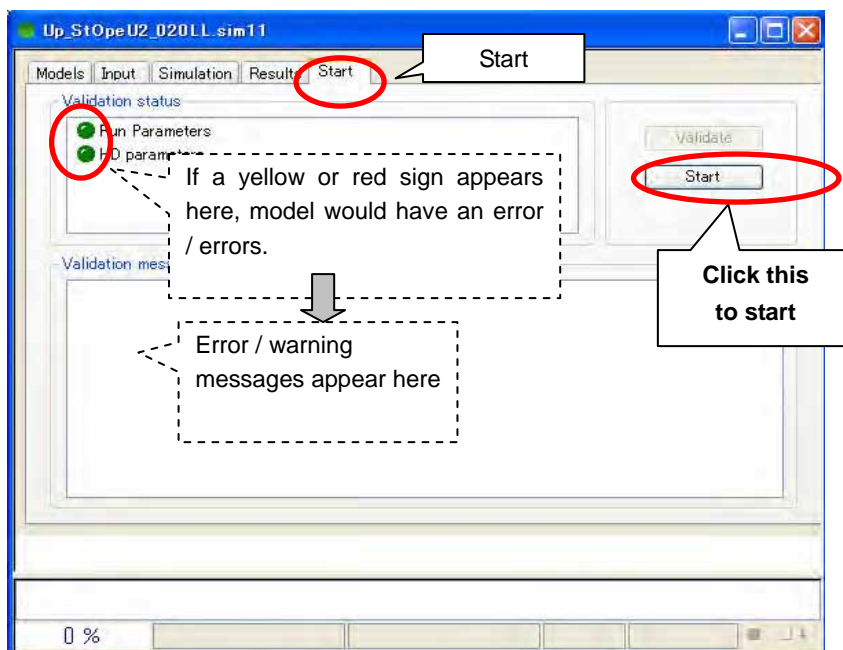 Up_StOpeU2_020LL.sim11
Start
Models Input Simulation Results Start
Validation status
Run Parameters
HD parameters
Validate
Start
If a yellow or red sign appears
here, model would have an error
/ errors.
Click this
to start
Validation
Error / warning
messages appear here
0 %